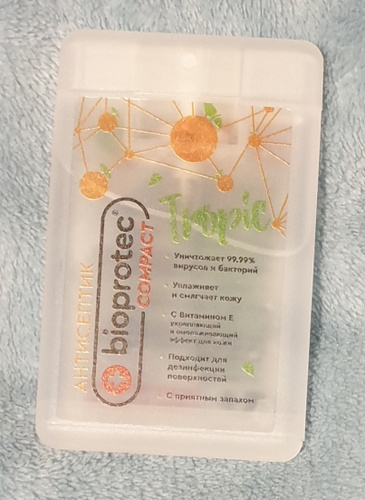 АНТИСЕПТИК
bioprotec®
COMPACT
Tropic
Уничтожает 99,99%
вирусов и бактерий
Увлажняет
и смягчает кожу
С Витамином Е
укрепляющий
и омолаживающий
эффект для кожи
Подходит для
дезинфекции
поверхностей
С приятным запахом